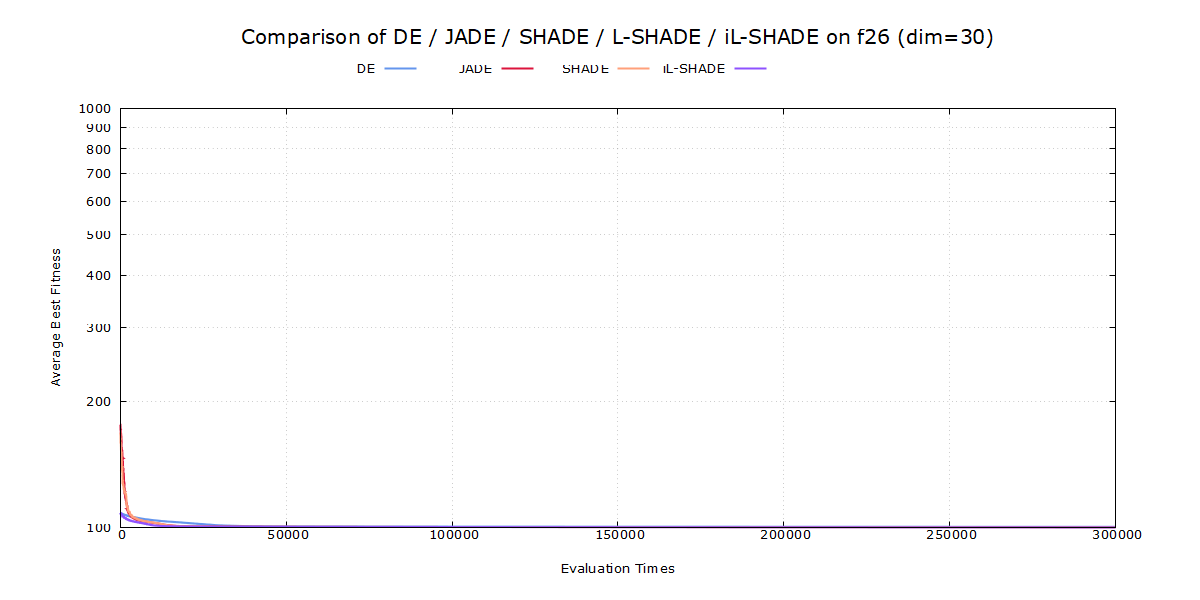 Comparison of DE / JADE / SHADE / L-SHADE / iL-SHADE on f26 (dim=30)
DE JADE SHADE iL-SHADE
1000
900
800
700
600
500
400
300
200
100
Average Best Fitness
0 50000 100000 150000 200000 250000 300000
Evaluation Times